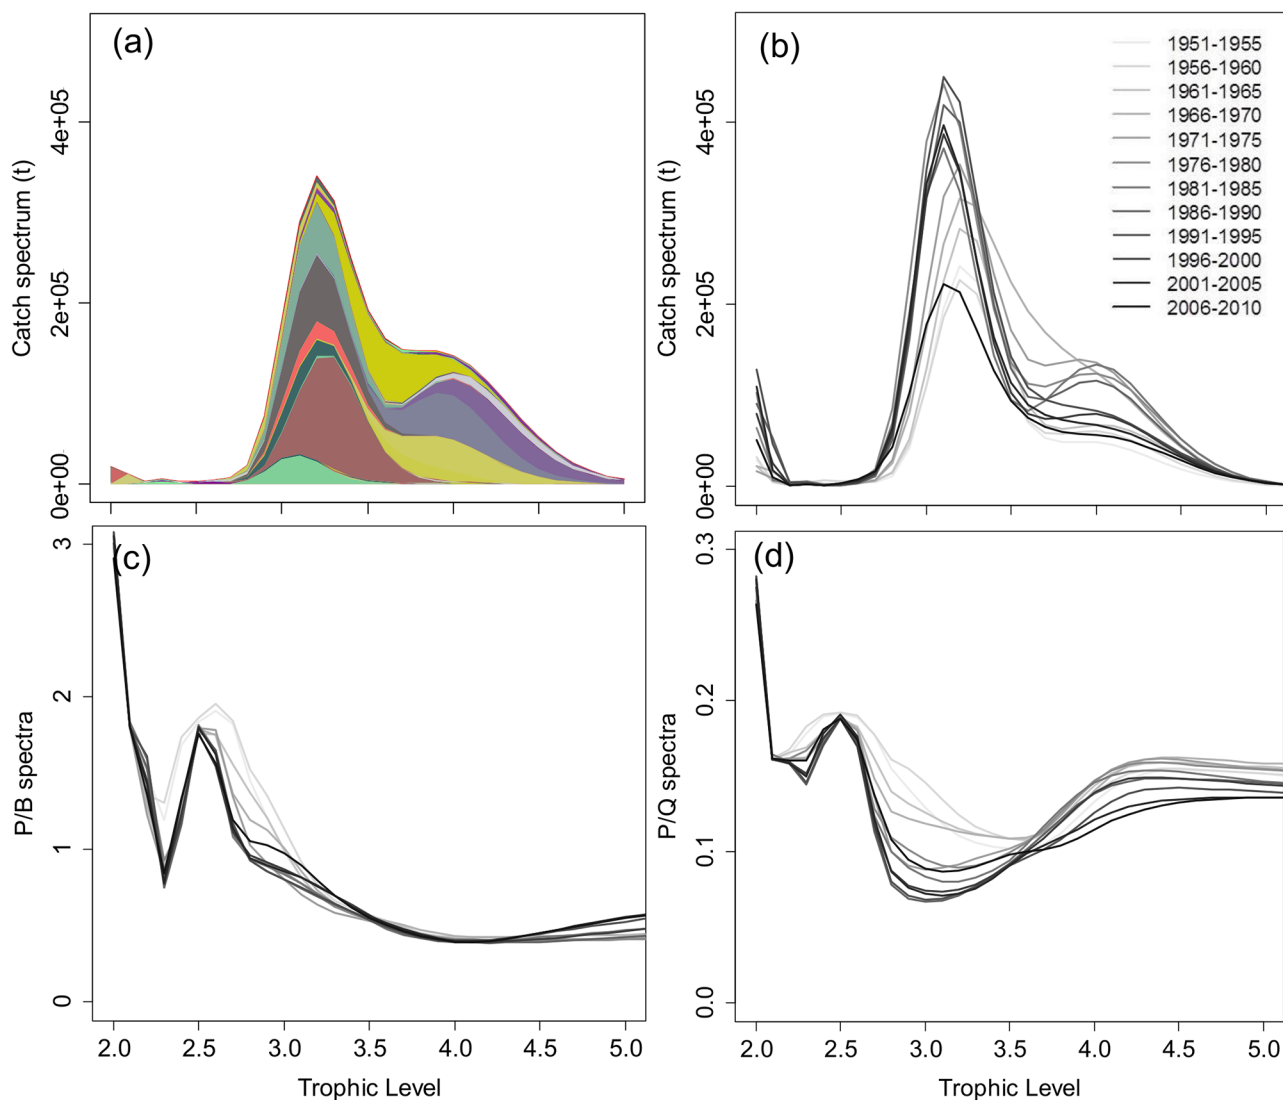 (a)
Catch spectrum (t)
4e+05
2e+05
0e+00
(b)
Catch spectrum (t)
4e+05
2e+05
0e+00
1951-1955
1956-1960
1961-1965
1966-1970
1971-1975
1976-1980
1981-1985
1986-1990
1991-1995
1996-2000
2001-2005
2006-2010
(c)
P/B spectra
3
2
1
0
2.0 2.5 3.0 3.5 4.0 4.5 5.0
Trophic Level
(d)
P/Q spectra
0.3
0.2
0.1
0.0
2.0 2.5 3.0 3.5 4.0 4.5 5.0
Trophic Level